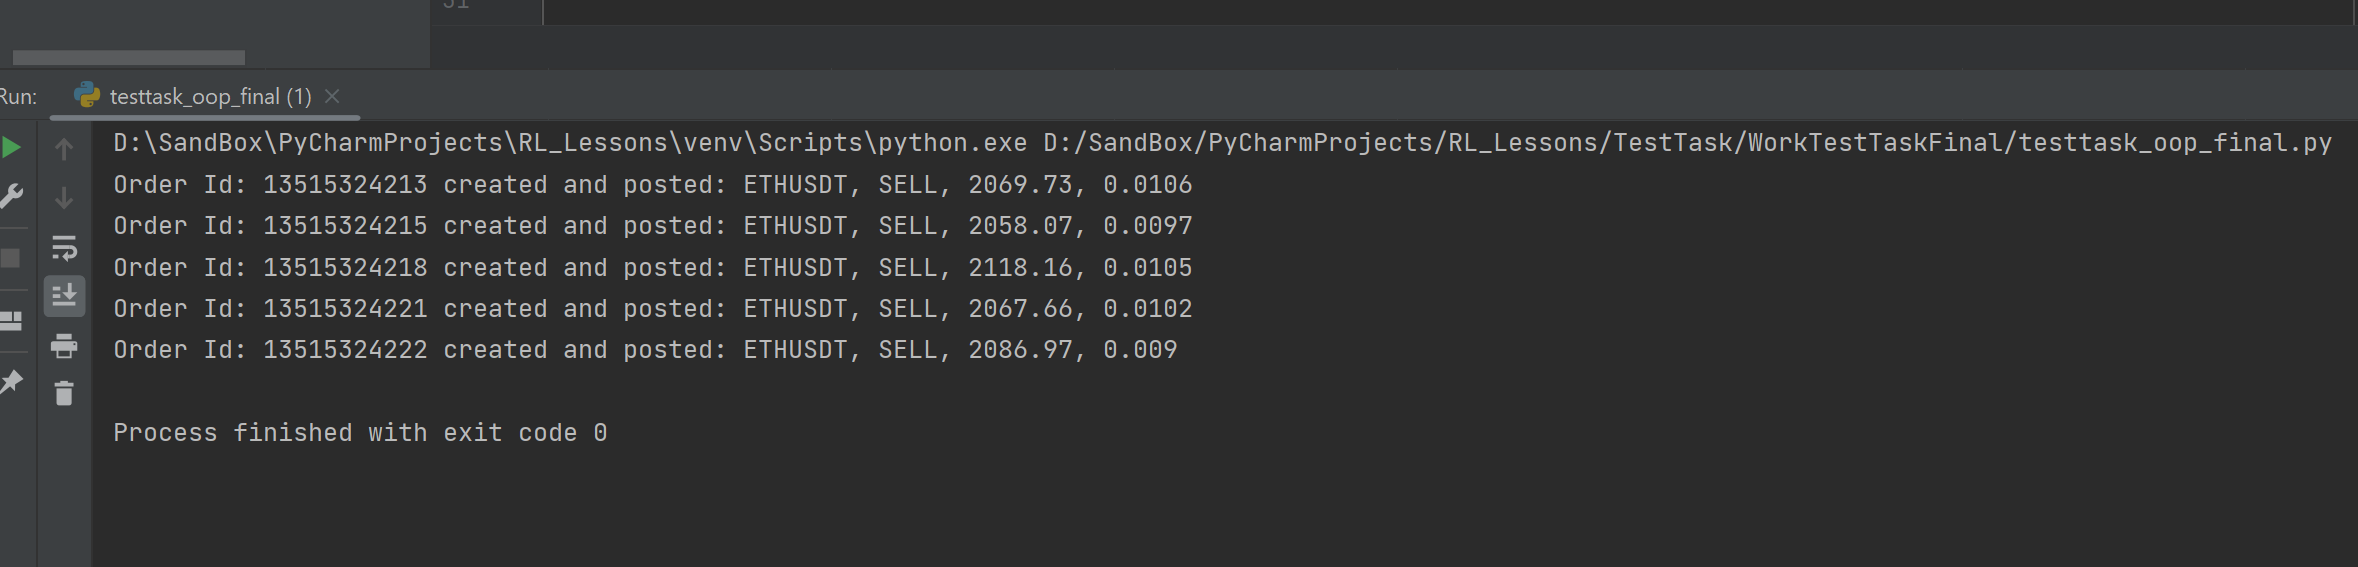 31
Run: testtask_oop_final (1)
D:\SandBox\PyCharmProjects\RL_Lessons\venv\Scripts\python.exe D:/SandBox/PyCharmProjects/RL_Lessons/TestTask/WorkTestTaskFinal/testtask_oop_final.py
Order Id: 13515324213 created and posted: ETHUSDT, SELL, 2069.73, 0.0106
Order Id: 13515324215 created and posted: ETHUSDT, SELL, 2058.07, 0.0097
Order Id: 13515324218 created and posted: ETHUSDT, SELL, 2118.16, 0.0105
Order Id: 13515324221 created and posted: ETHUSDT, SELL, 2067.66, 0.0102
Order Id: 13515324222 created and posted: ETHUSDT, SELL, 2086.97, 0.009
Process finished with exit code 0